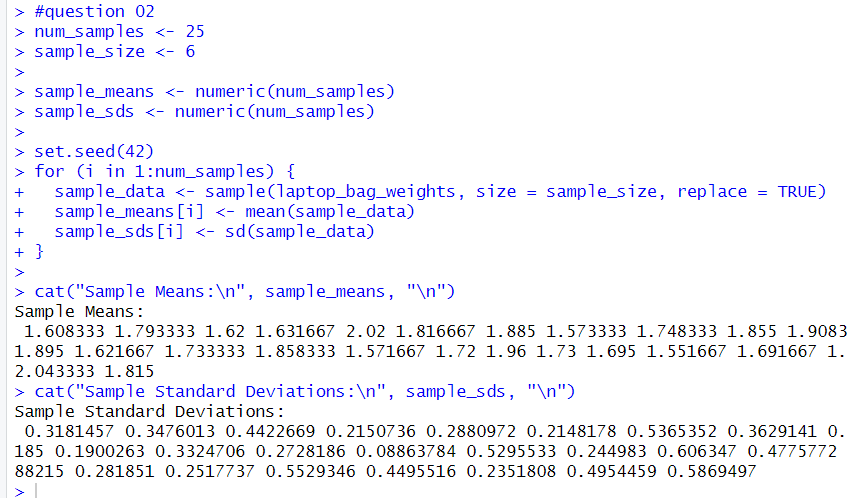 > #question 02
> num_samples <- 25
> sample_size <- 6
>
> sample_means <- numeric(num_samples)
> sample_sds <- numeric(num_samples)
>
> set.seed(42)
> for (i in 1:num_samples) {
+   sample_data <- sample(laptop_bag_weights, size = sample_size, replace = TRUE)
+   sample_means[i] <- mean(sample_data)
+   sample_sds[i] <- sd(sample_data)
+ }
>
> cat("Sample Means:\n", sample_means, "\n")
Sample Means:
 1.608333 1.793333 1.62 1.631667 2.02 1.816667 1.885 1.573333 1.748333 1.855 1.9083
1.895 1.621667 1.733333 1.858333 1.571667 1.72 1.96 1.73 1.695 1.551667 1.691667 1.
2.043333 1.815
> cat("Sample Standard Deviations:\n", sample_sds, "\n")
Sample Standard Deviations:
 0.3181457 0.3476013 0.4422669 0.2150736 0.2880972 0.2148178 0.5365352 0.3629141 0.
185 0.1900263 0.3324706 0.2728186 0.08863784 0.5295533 0.244983 0.606347 0.4775772
88215 0.281851 0.2517737 0.5529346 0.4495516 0.2351808 0.4954459 0.5869497
>